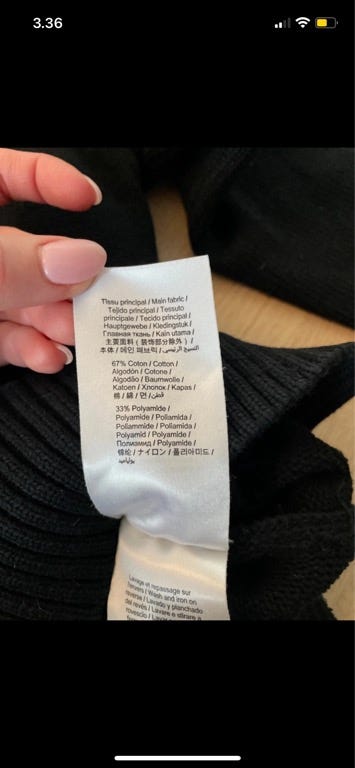 3.36
Tissu principal / Main fabric /
Tejido principal / Tessuto
principale / Tecido principal /
Hauptgewebe / Kledingstuk /
Главная ткань / Kain utama /
主要面料 ( 装饰部分除外 ) /
本体 / 메인 패브릭 / النسيج الرئيسي
67% Coton / Cotton /
Algodón / Cotone /
Algodão / Baumwolle /
Katoen / Хлопок / Kapas /
棉 / 綿 / 면 / قطن
33% Polyamide /
Polyamide / Poliamida /
Poliammide / Poliamida /
Polyamid / Polyamide /
Полиамид / Polyamide /
锦纶 / ナイロン / 폴리아미드 /
بولياميد
Lavage et repassage sur
l'envers / Wash and iron on
reverse / Lavado y planchado
del revés / Lavare e stirare a
rovescio /